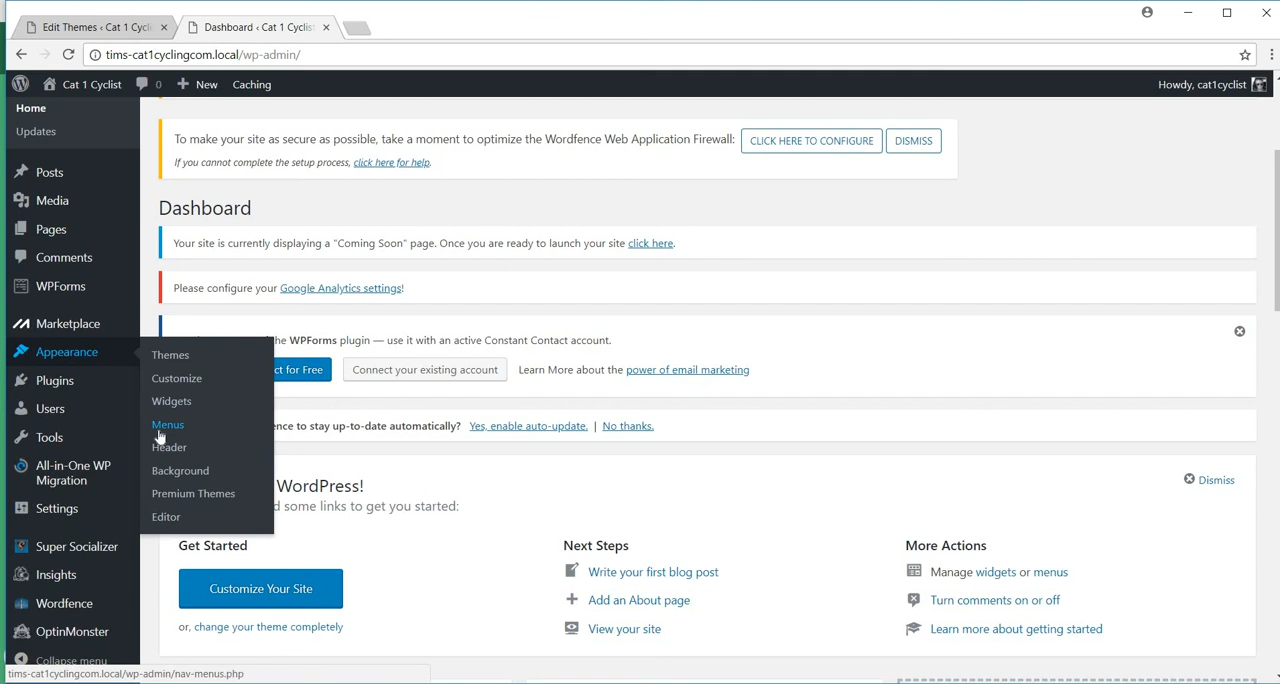 Edit Themes ‹ Cat 1 Cycli
Dashboard ‹ Cat 1 Cyclist
tims-cat1cyclingcom.local/wp-admin/
Cat 1 Cyclist 0 + New Caching Howdy, cat1cyclist
Home
Updates
Posts
Media
Pages
Comments
WPForms
Marketplace
Appearance
Plugins
Users
Tools
All-in-One WP
Migration
Settings
Super Socializer
Insights
Wordfence
OptinMonster
Collapse menu
Themes
Customize
Widgets
Menus
Header
Background
Premium Themes
Editor
To make your site as secure as possible, take a moment to optimize the Wordfence Web Application Firewall: CLICK HERE TO CONFIGURE DISMISS
If you cannot complete the setup process, click here for help.
Dashboard
Your site is currently displaying a "Coming Soon" page. Once you are ready to launch your site click here.
Please configure your Google Analytics settings!
the WPForms plugin — use it with an active Constant Contact account.
ct for Free Connect your existing account Learn More about the power of email marketing
ence to stay up-to-date automatically? Yes, enable auto-update. | No thanks.
WordPress!
Dismiss
d some links to get you started:
Get Started
Customize Your Site
or, change your theme completely
Next Steps
Write your first blog post
Add an About page
View your site
More Actions
Manage widgets or menus
Turn comments on or off
Learn more about getting started
tims-cat1cyclingcom.local/wp-admin/nav-menus.php